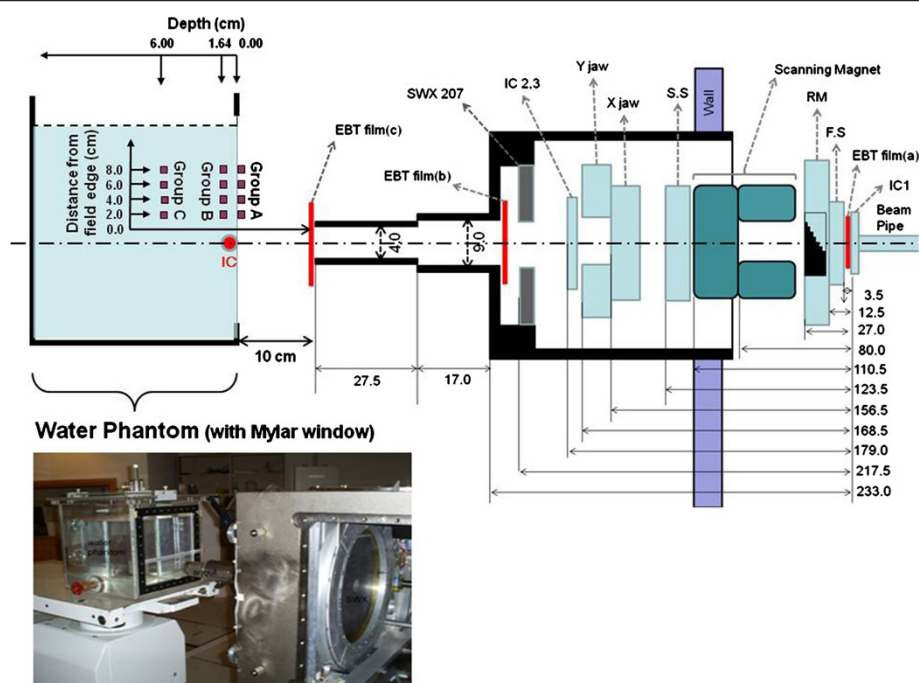 Depth (cm)
6.00 1.64 0.00
Distance from
field edge (cm)
8.0
6.0
4.0
2.0
0.0
Group C
Group B
Group A
IC
10 cm
EBT film(c)
4.0
9.0
27.5
17.0
SWX 207
EBT film(b)
IC 2,3
Y jaw
X jaw
S.S
Wall
Scanning Magnet
RM
F.S
EBT film(a)
IC1
Beam
Pipe
3.5
12.5
27.0
80.0
110.5
123.5
156.5
168.5
179.0
217.5
233.0
Water Phantom (with Mylar window)
water
phantom
SWX